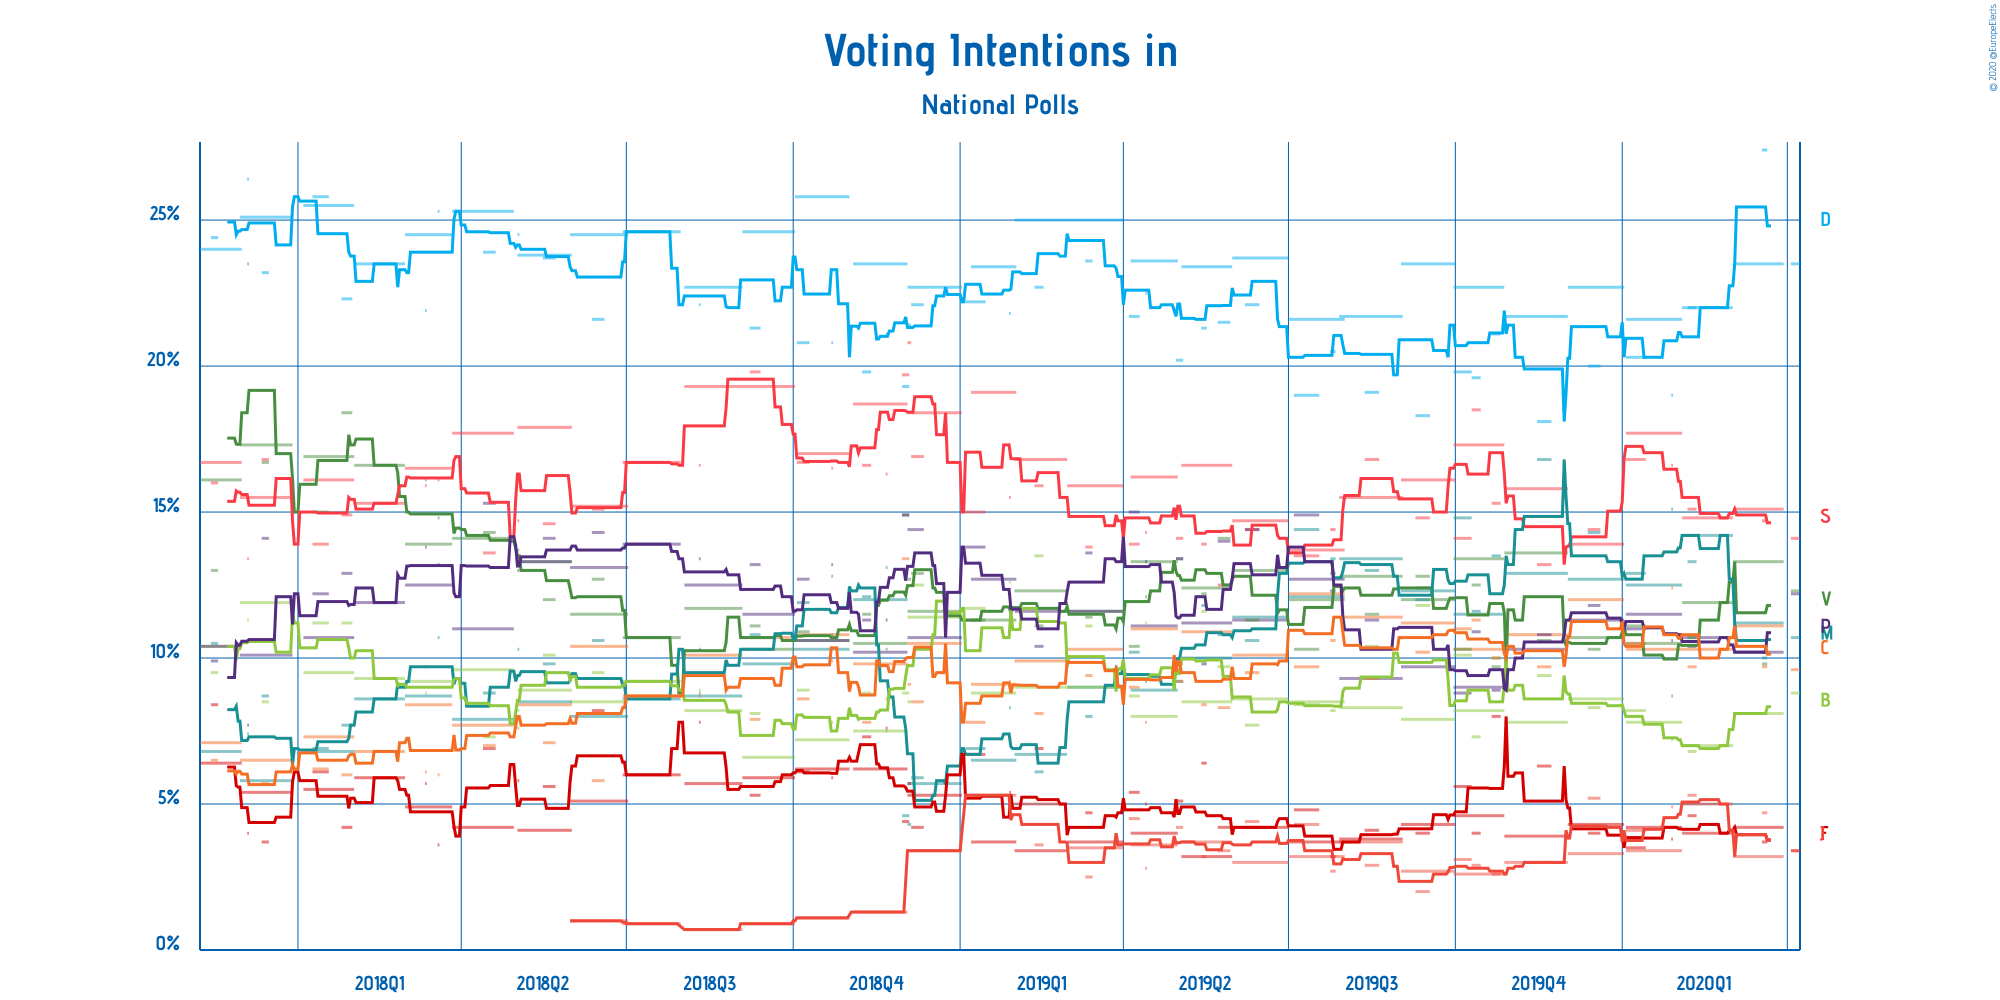 © 2020 @EuropeElects
Voting Intentions in
National Polls
25%
20%
15%
10%
5%
0%
D
S
V
M
C
B
F
2018Q1 2018Q2 2018Q3 2018Q4 2019Q1 2019Q2 2019Q3 2019Q4 2020Q1